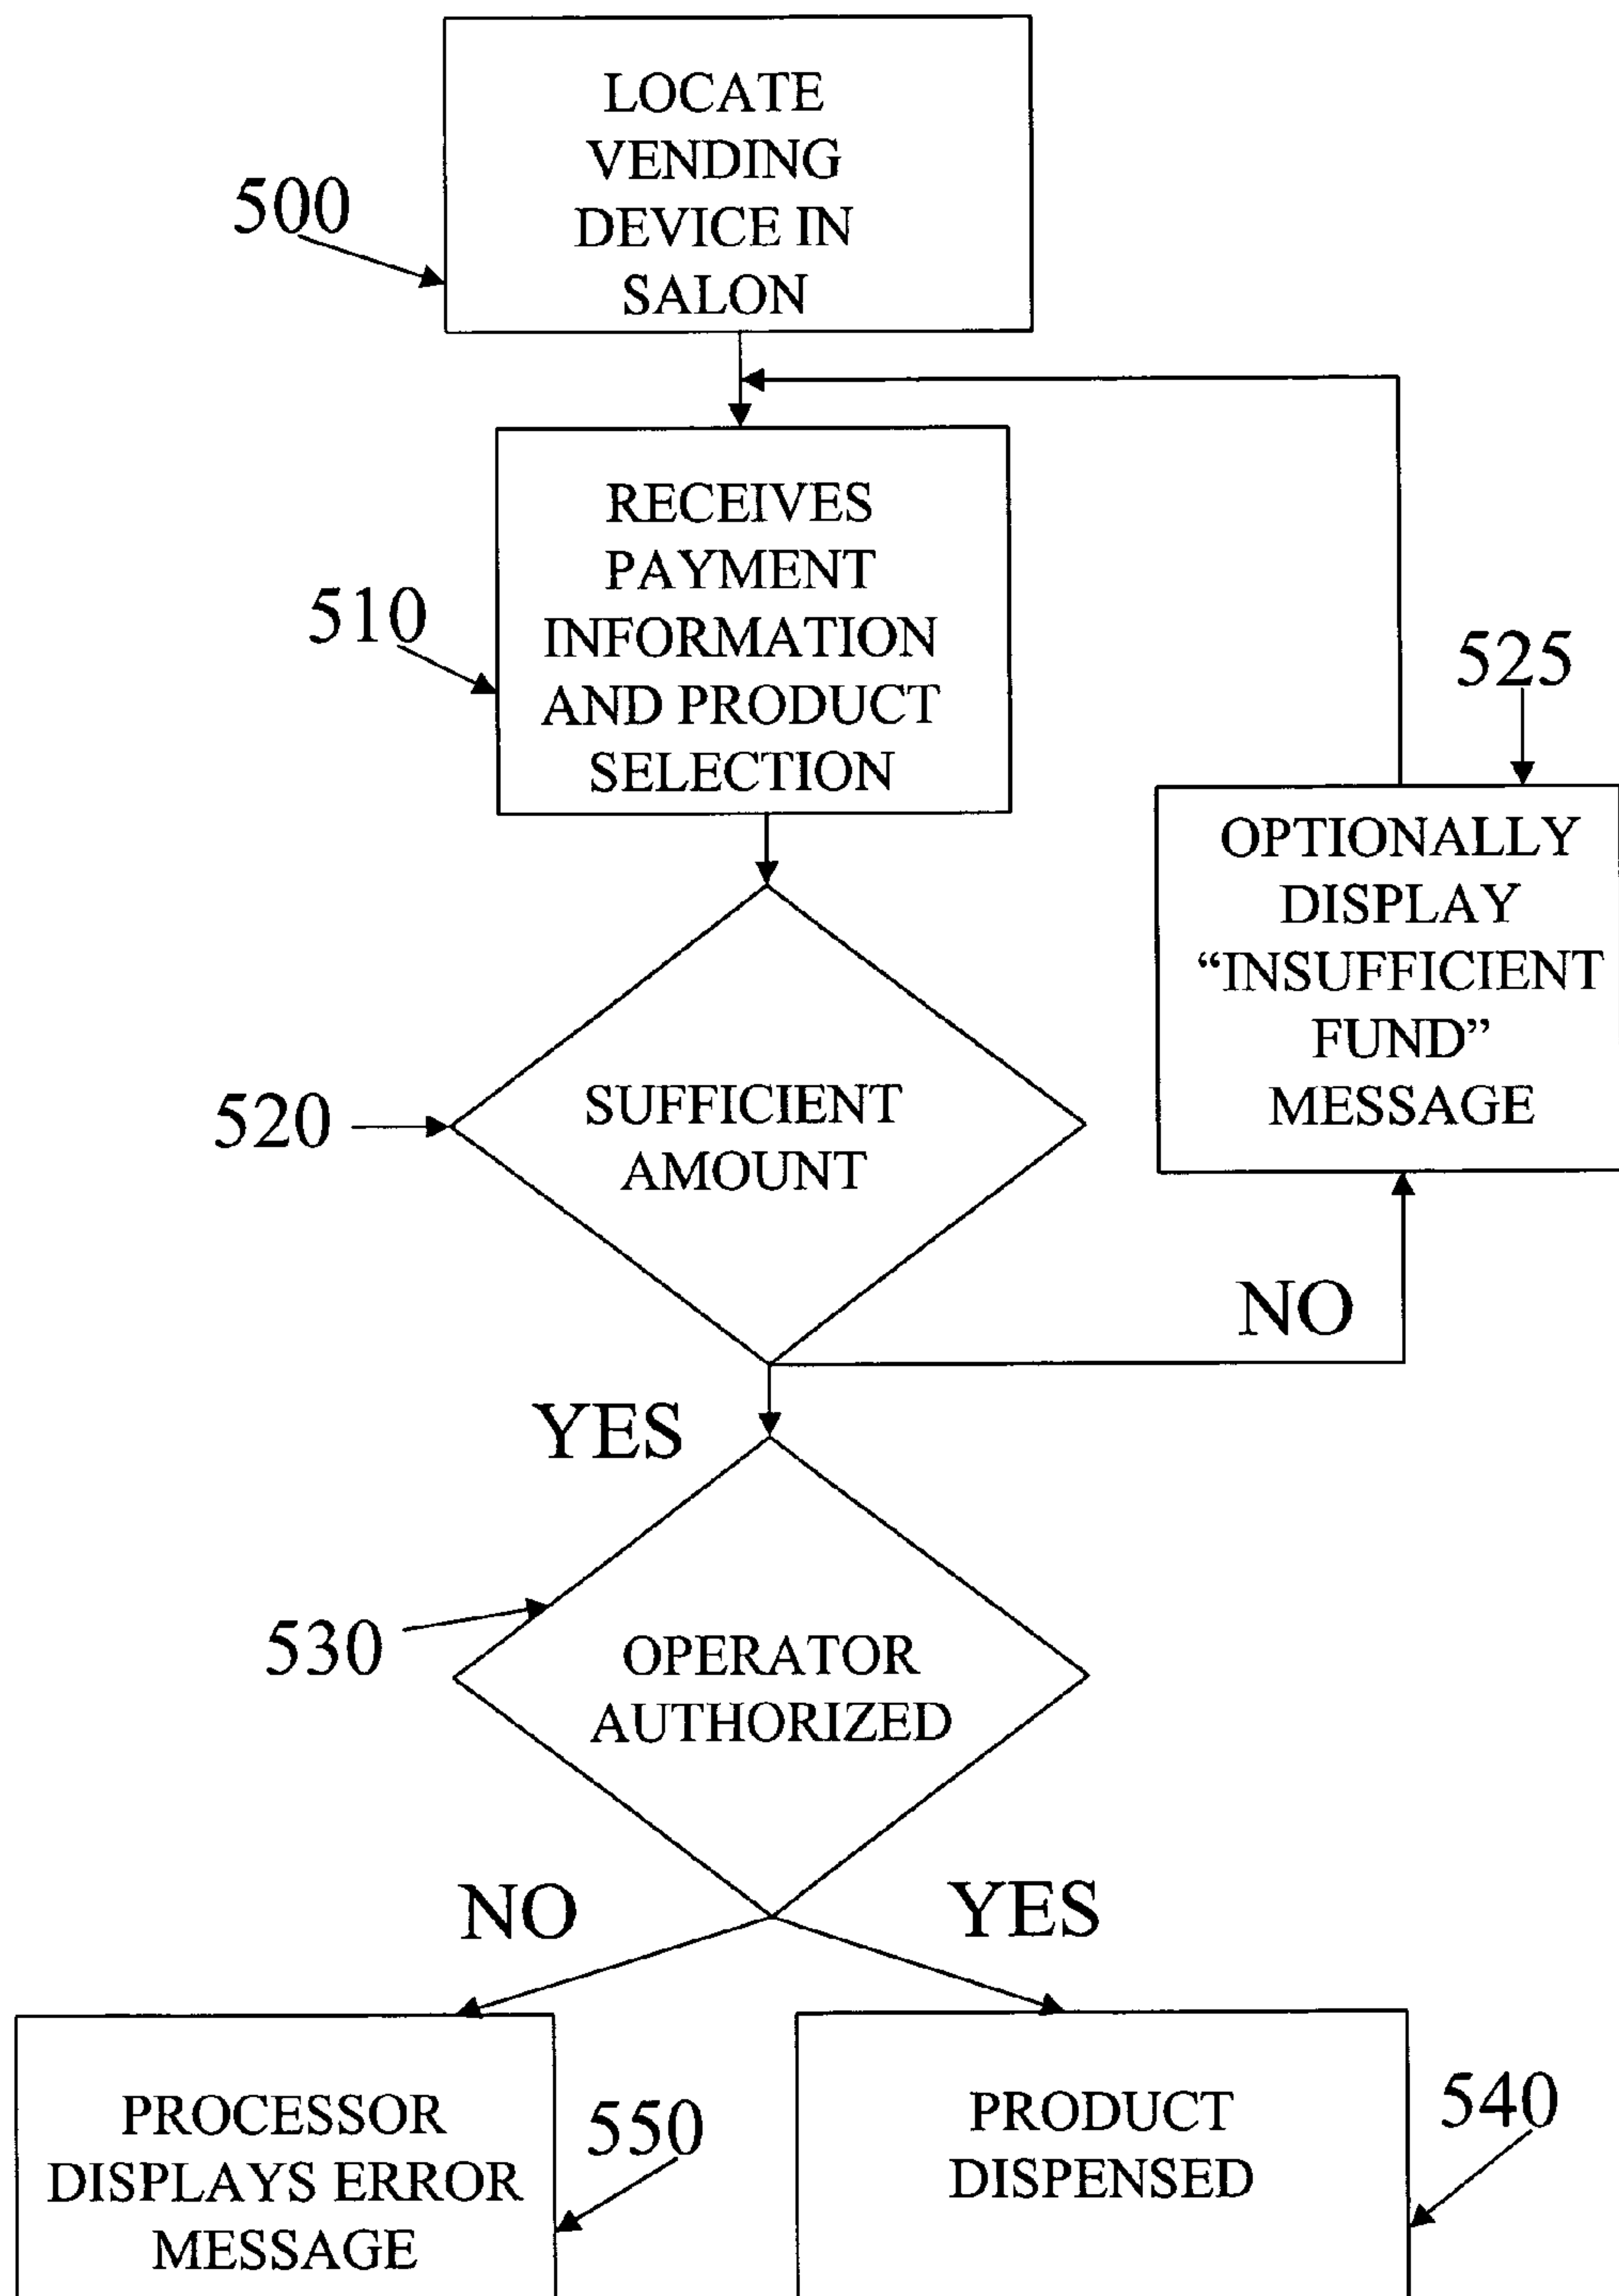 LOCATE
VENDING
DEVICE IN
SALON
500
RECEIVES
PAYMENT
INFORMATION
AND PRODUCT
SELECTION
510
525
OPTIONALLY
DISPLAY
“INSUFFICIENT
FUND”
MESSAGE
SUFFICIENT
AMOUNT
520
NO
YES
530
OPERATOR
AUTHORIZED
NO
YES
PROCESSOR
DISPLAYS ERROR
MESSAGE
550
PRODUCT
DISPENSED
540